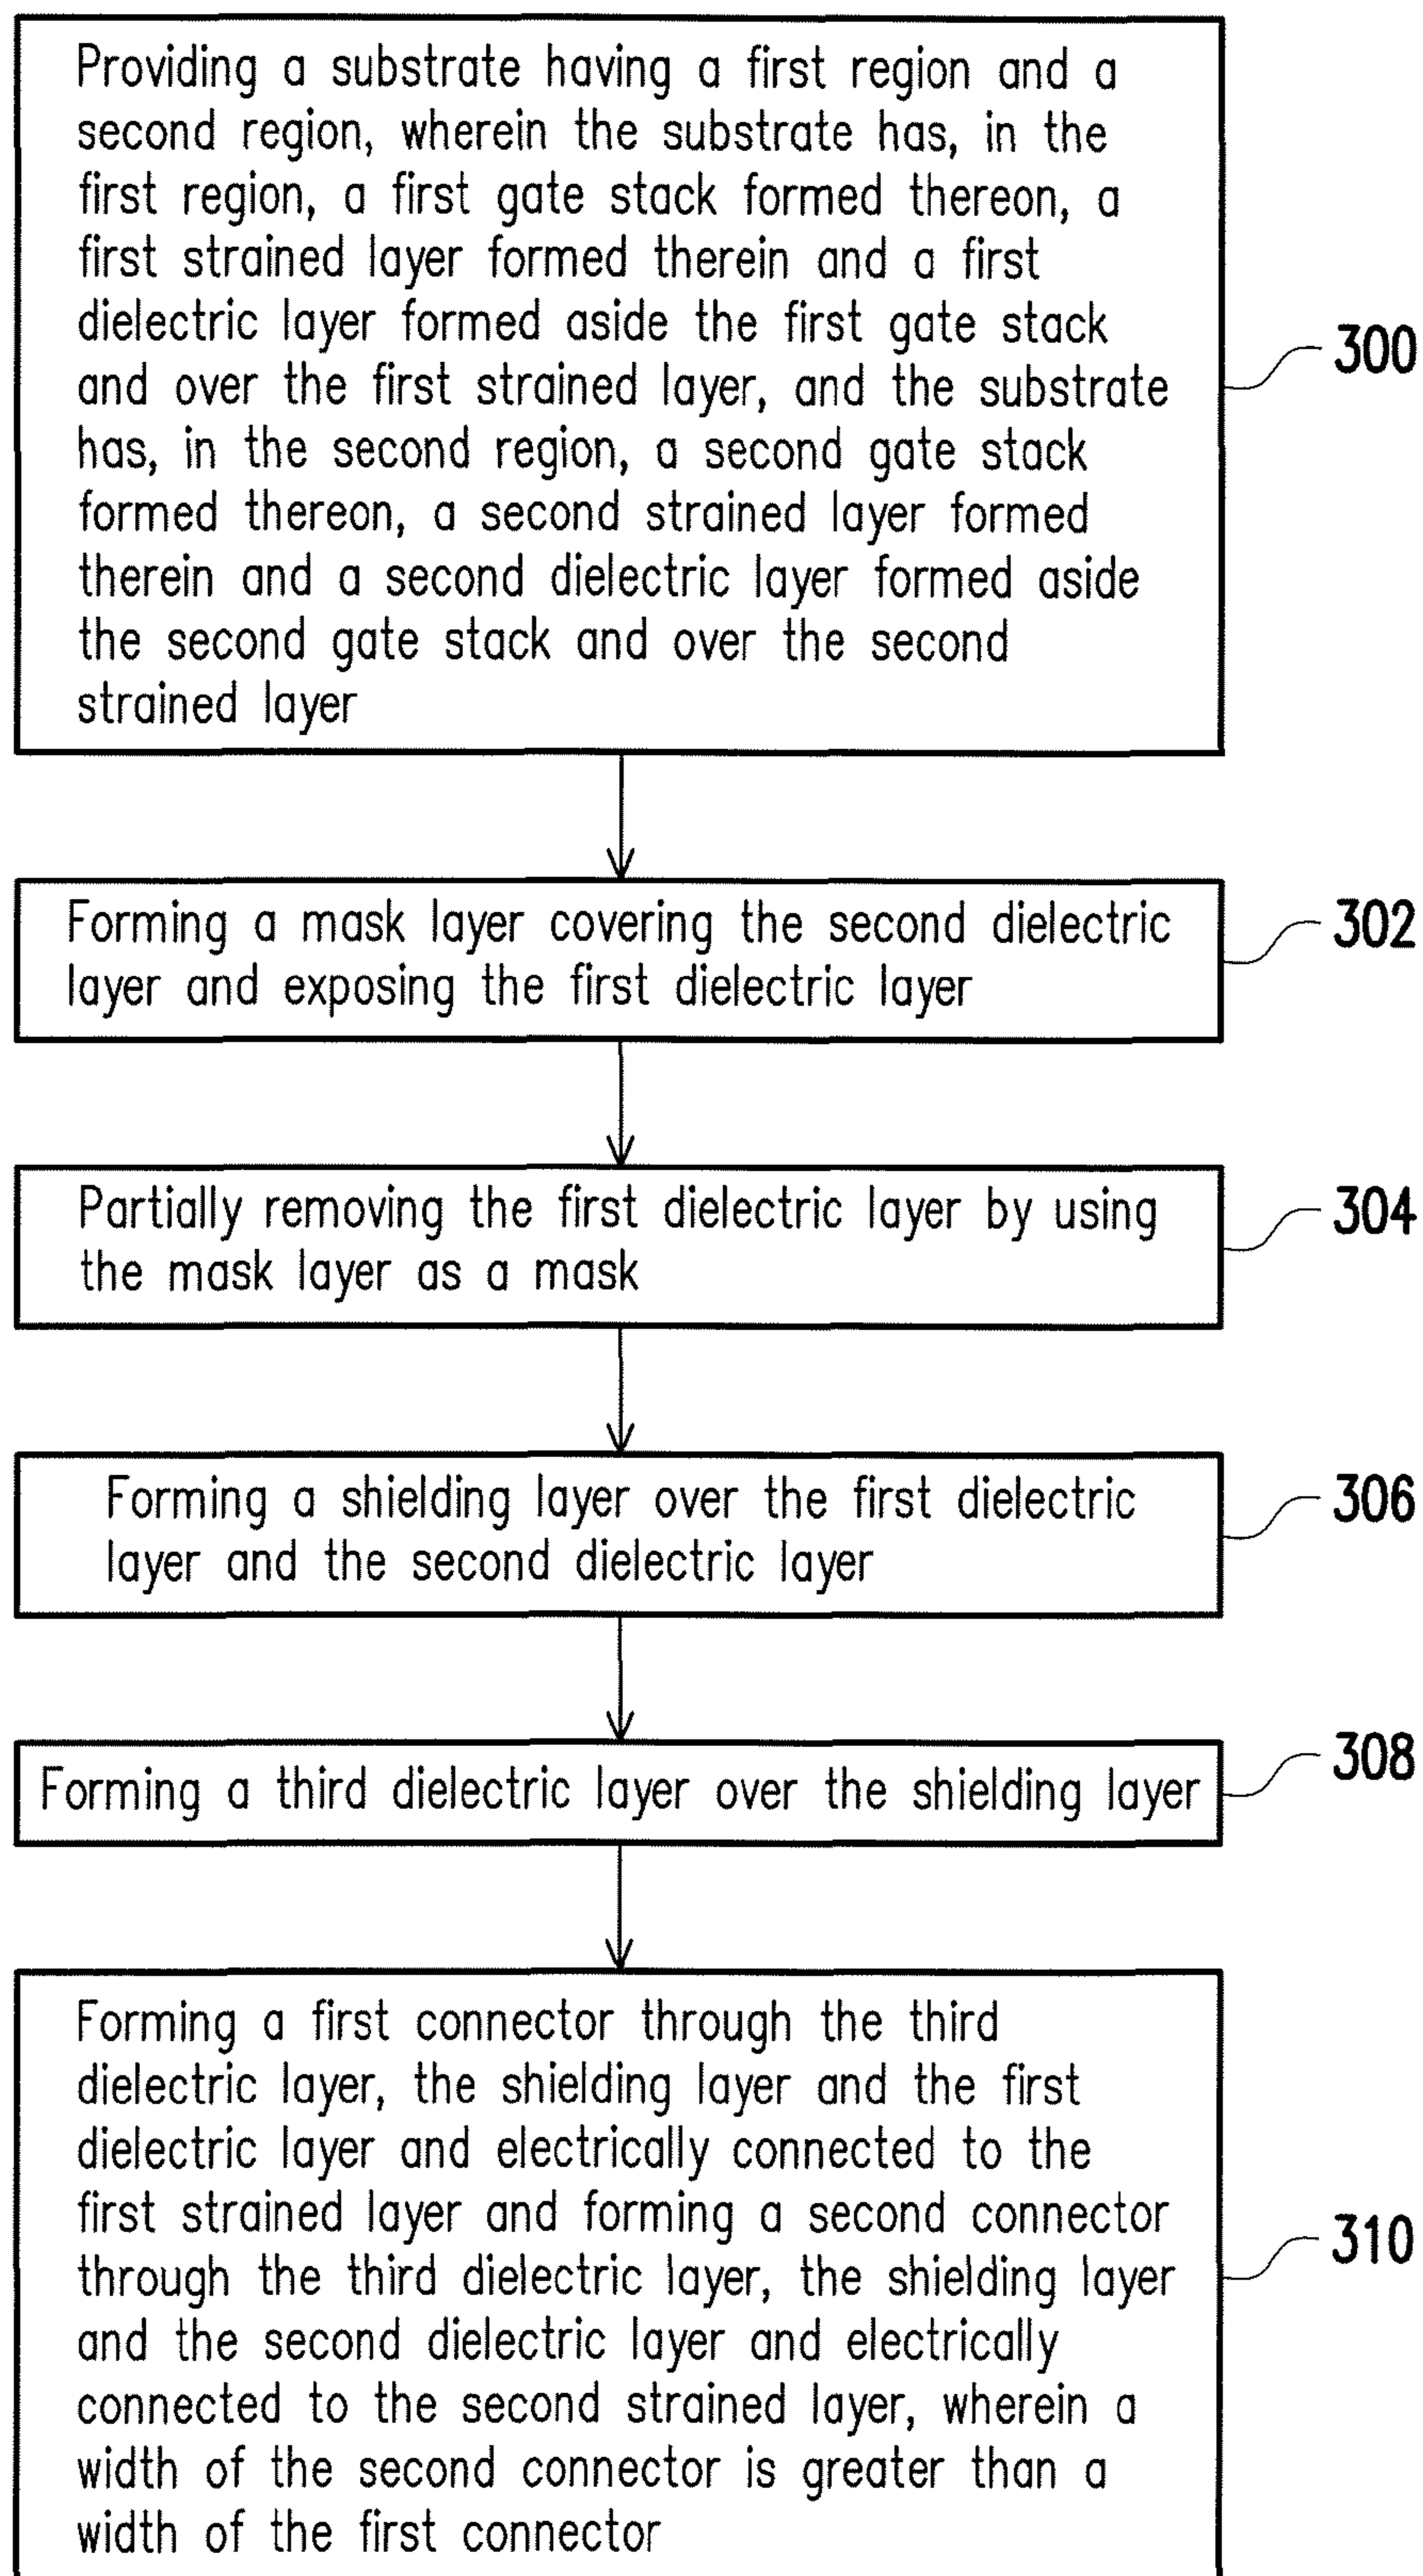 Providing a substrate having a first region and a
second region, wherein the substrate has, in the
first region, a first gate stack formed thereon, a
first strained layer formed therein and a first
dielectric layer formed aside the first gate stack
and over the first strained layer, and the substrate
has, in the second region, a second gate stack
formed thereon, a second strained layer formed
therein and a second dielectric layer formed aside
the second gate stack and over the second
strained layer
300
Forming a mask layer covering the second dielectric
layer and exposing the first dielectric layer
302
Partially removing the first dielectric layer by using
the mask layer as a mask
304
Forming a shielding layer over the first dielectric
layer and the second dielectric layer
306
Forming a third dielectric layer over the shielding layer
308
Forming a first connector through the third
dielectric layer, the shielding layer and the first
dielectric layer and electrically connected to the
first strained layer and forming a second connector
through the third dielectric layer, the shielding layer
and the second dielectric layer and electrically
connected to the second strained layer, wherein a
width of the second connector is greater than a
width of the first connector
310